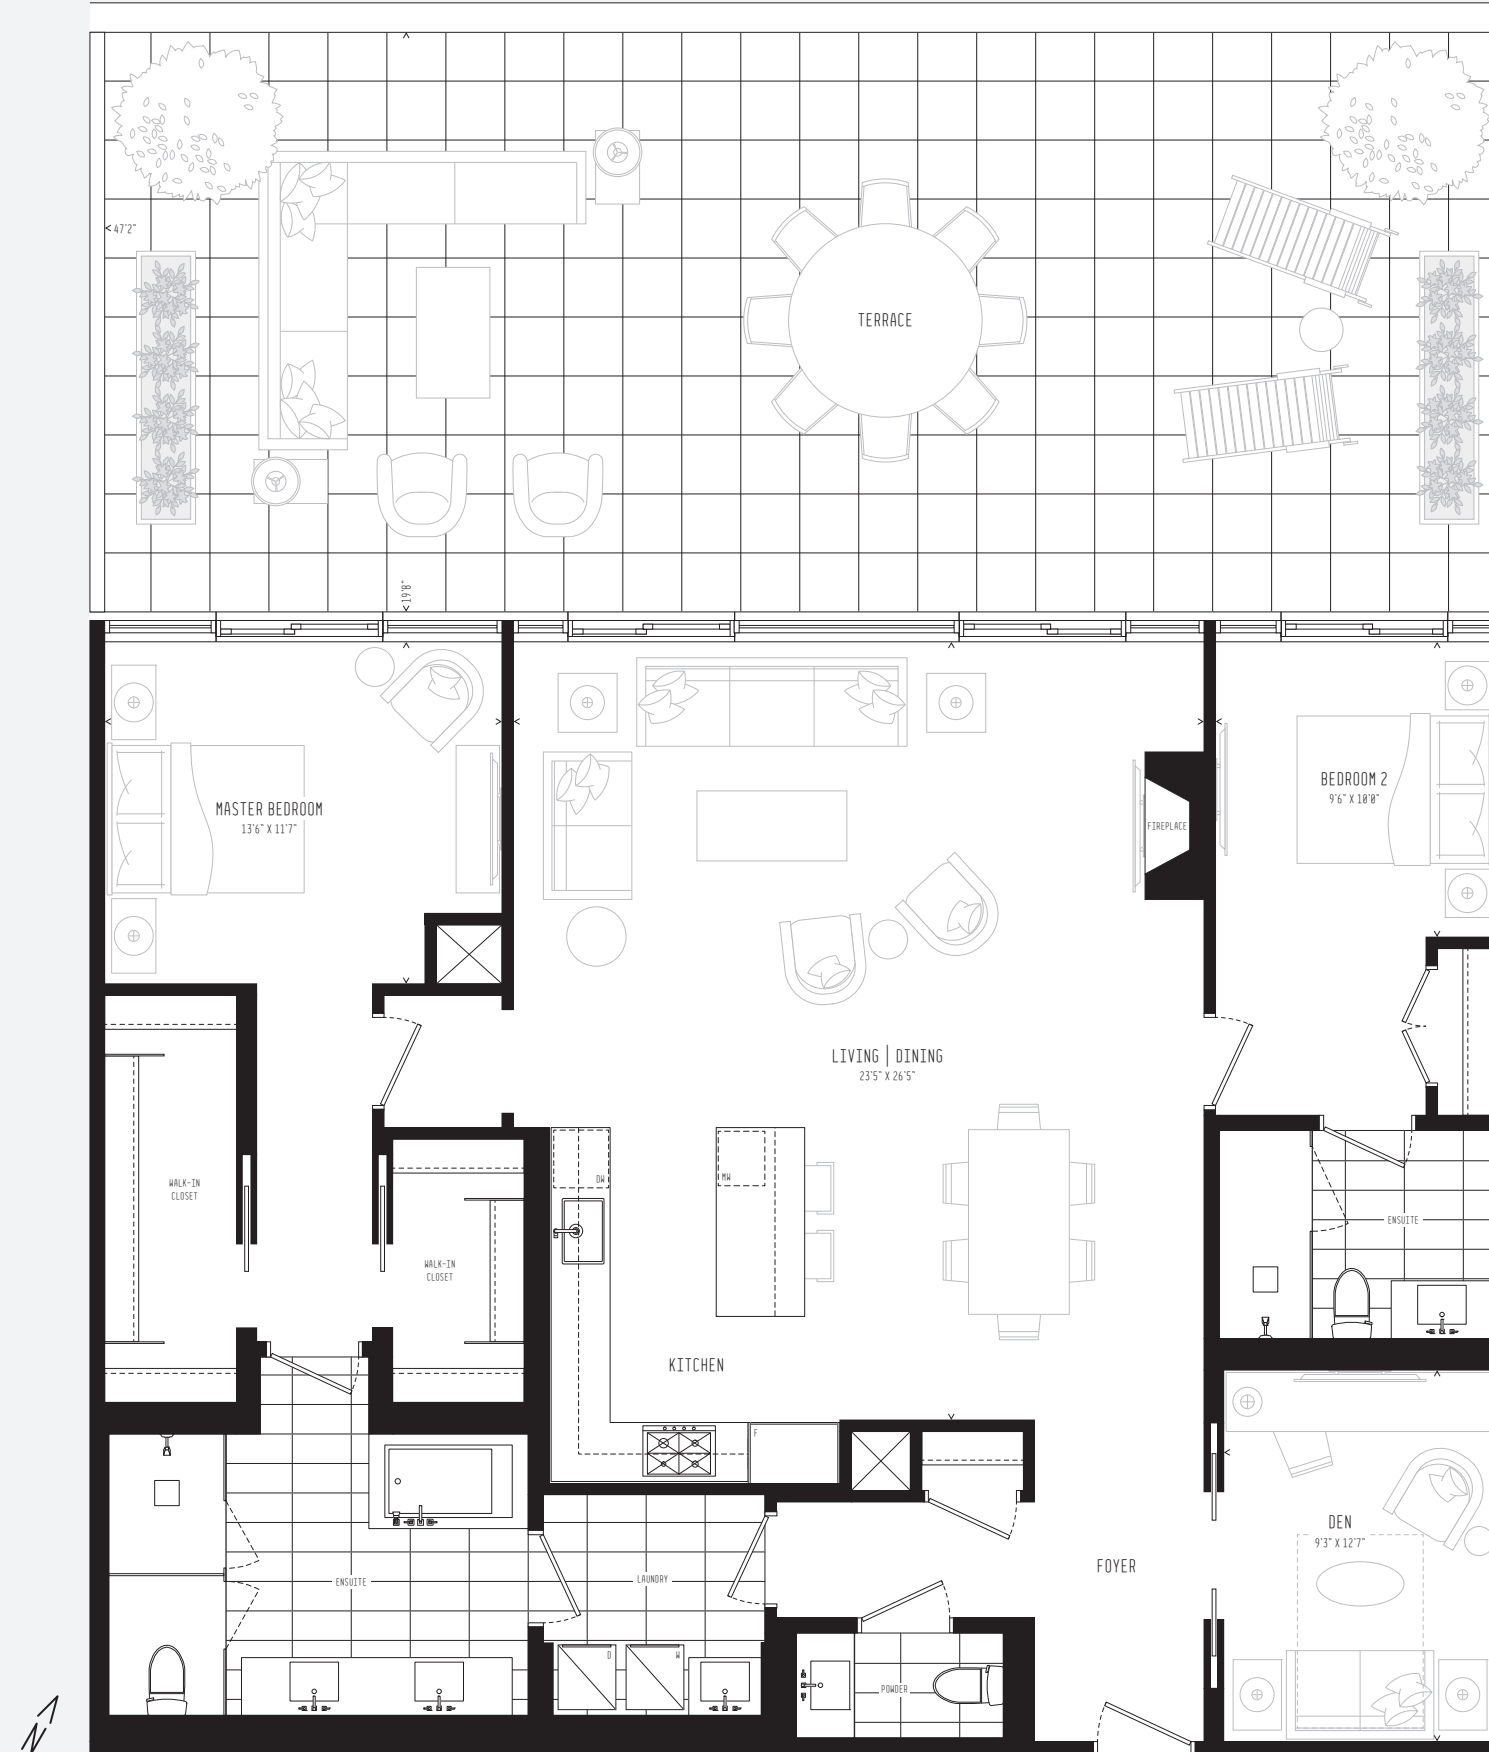 47'2"
TERRACE
19'8"
MASTER BEDROOM
13'6" X 11'7"
BEDROOM 2
9'6" X 10'0"
FIREPLACE
LIVING | DINING
23'5" X 26'5"
WALK-IN
CLOSET
DW
MW
ENSUITE
WALK-IN
CLOSET
KITCHEN
F
DEN
9'3" X 12'7"
FOYER
ENSUITE
LAUNDRY
D
W
POWDER
N